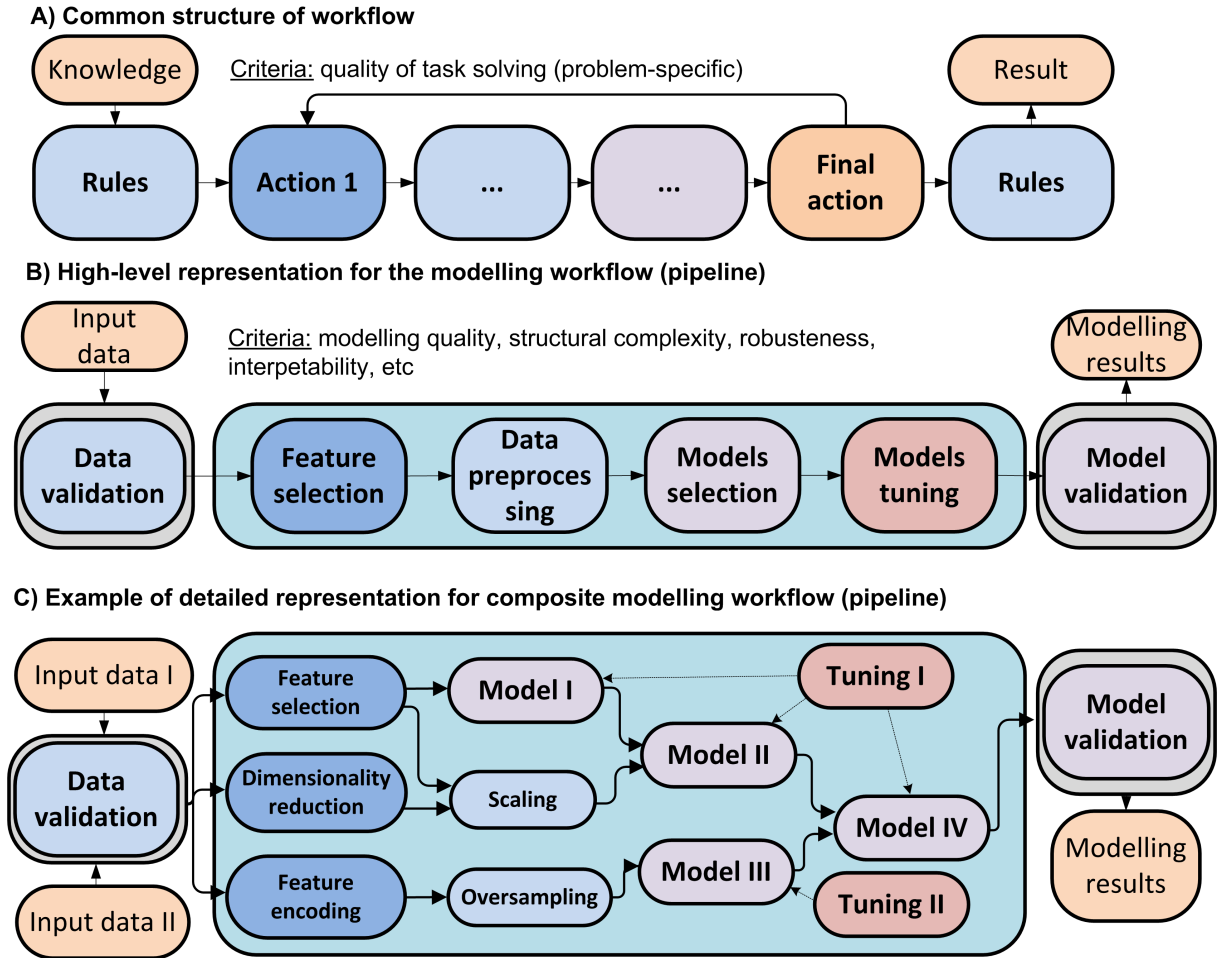 A) Common structure of workflow
Knowledge
Criteria: quality of task solving (problem-specific)
Result
Rules
Action 1
...
...
Final
action
Rules
B) High-level representation for the modelling workflow (pipeline)
Input
data
Criteria: modelling quality, structural complexity, robusteness,
interpetability, etc
Modelling
results
Data
validation
Feature
selection
Data
preproces
sing
Models
selection
Models
tuning
Model
validation
C) Example of detailed representation for composite modelling workflow (pipeline)
Input data I
Data
validation
Input data II
Feature
selection
Dimensionality
reduction
Feature
encoding
Model I
Scaling
Oversampling
Model II
Model III
Tuning I
Model IV
Tuning II
Model
validation
Modelling
results